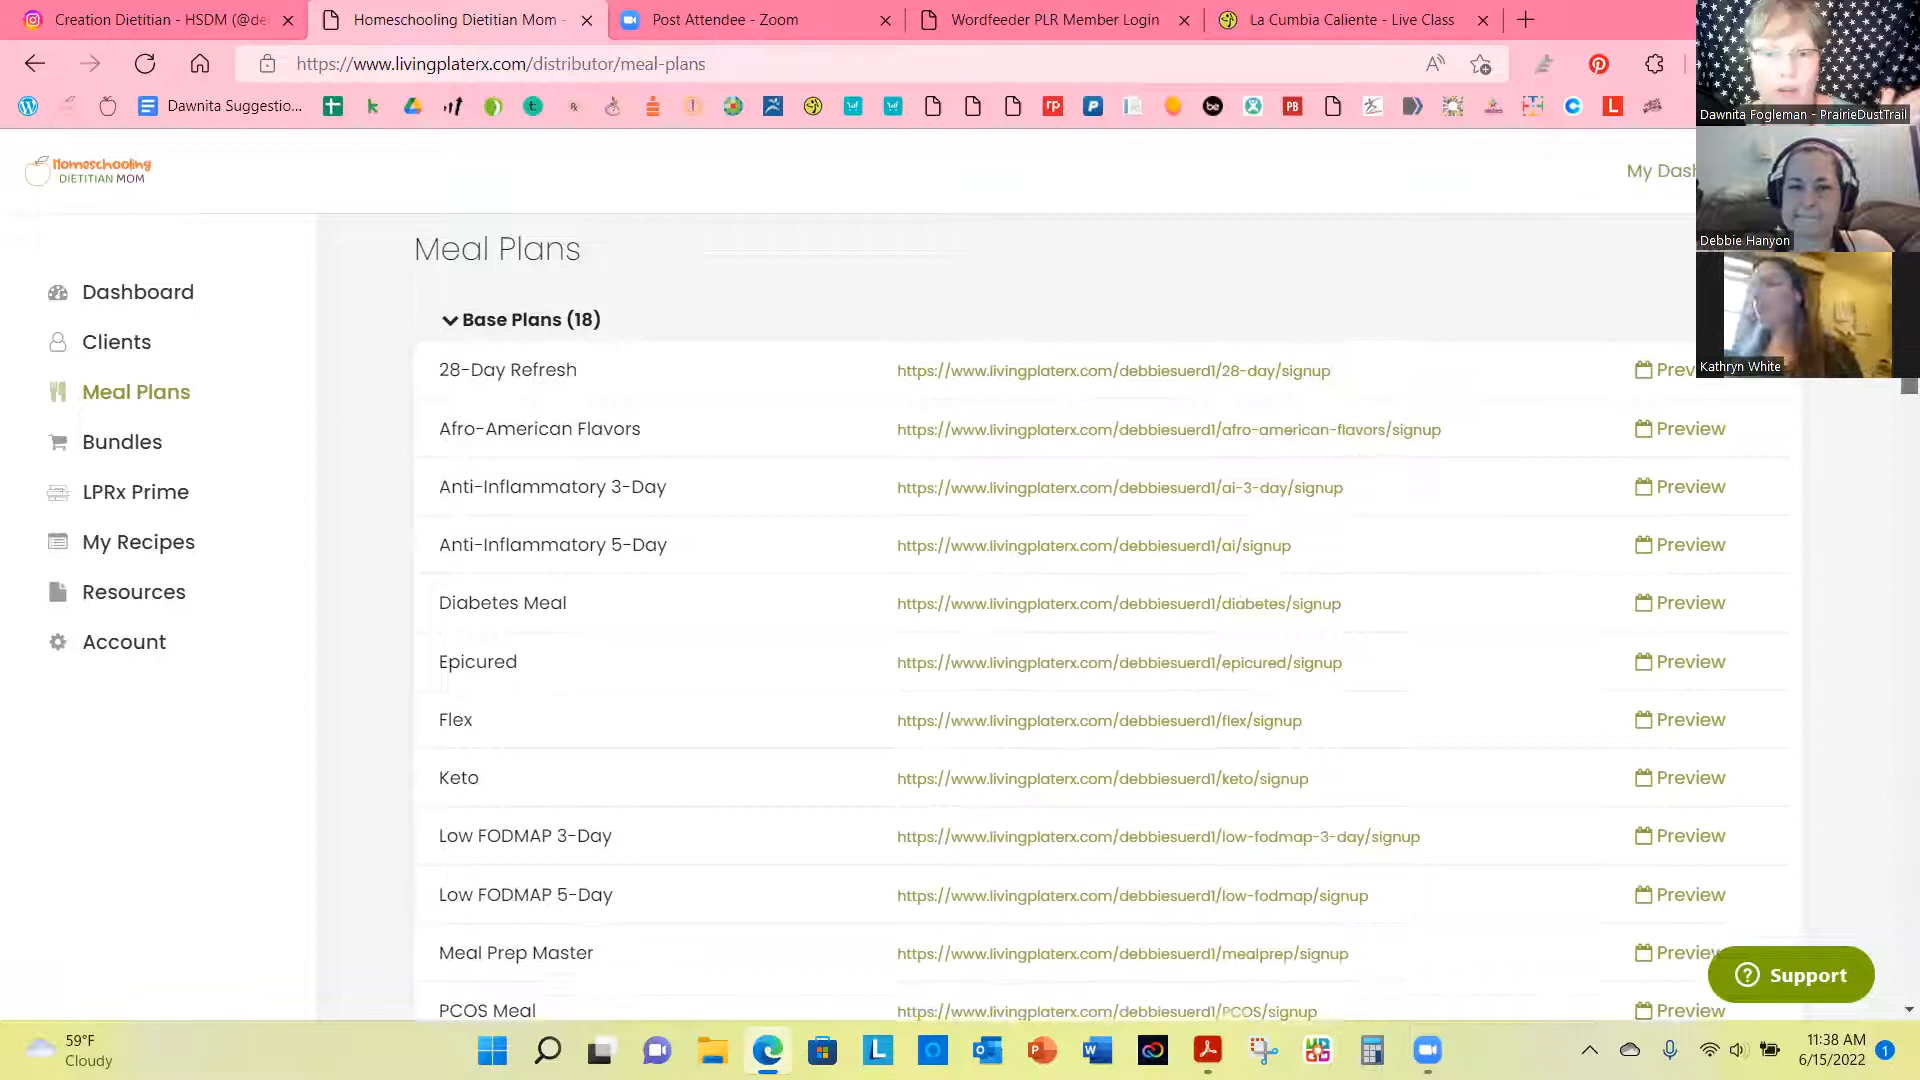 Creation Dietitian - HSDM (@de
Homeschooling Dietitian Mom -
Post Attendee - Zoom
Wordfeeder PLR Member Login
La Cumbia Caliente - Live Class
https://www.livingplaterx.com/distributor/meal-plans
Dawnita Suggestio...
Dawnita Fogleman - PrairieDustTrail
Debbie Hanyon
Kathryn White
Homeschooling
DIETITIAN MOM
My Dash
Dashboard
Clients
Meal Plans
Bundles
LPRx Prime
My Recipes
Resources
Account
Meal Plans
Base Plans (18)
28-Day Refresh https://www.livingplaterx.com/debbiesuerd1/28-day/signup Prev
Afro-American Flavors https://www.livingplaterx.com/debbiesuerd1/afro-american-flavors/signup Preview
Anti-Inflammatory 3-Day https://www.livingplaterx.com/debbiesuerd1/ai-3-day/signup Preview
Anti-Inflammatory 5-Day https://www.livingplaterx.com/debbiesuerd1/ai/signup Preview
Diabetes Meal https://www.livingplaterx.com/debbiesuerd1/diabetes/signup Preview
Epicured https://www.livingplaterx.com/debbiesuerd1/epicured/signup Preview
Flex https://www.livingplaterx.com/debbiesuerd1/flex/signup Preview
Keto https://www.livingplaterx.com/debbiesuerd1/keto/signup Preview
Low FODMAP 3-Day https://www.livingplaterx.com/debbiesuerd1/low-fodmap-3-day/signup Preview
Low FODMAP 5-Day https://www.livingplaterx.com/debbiesuerd1/low-fodmap/signup Preview
Meal Prep Master https://www.livingplaterx.com/debbiesuerd1/mealprep/signup Preview
PCOS Meal https://www.livingplaterx.com/debbiesuerd1/PCOS/signup Preview
Support
59°F
Cloudy
11:38 AM
6/15/2022
1